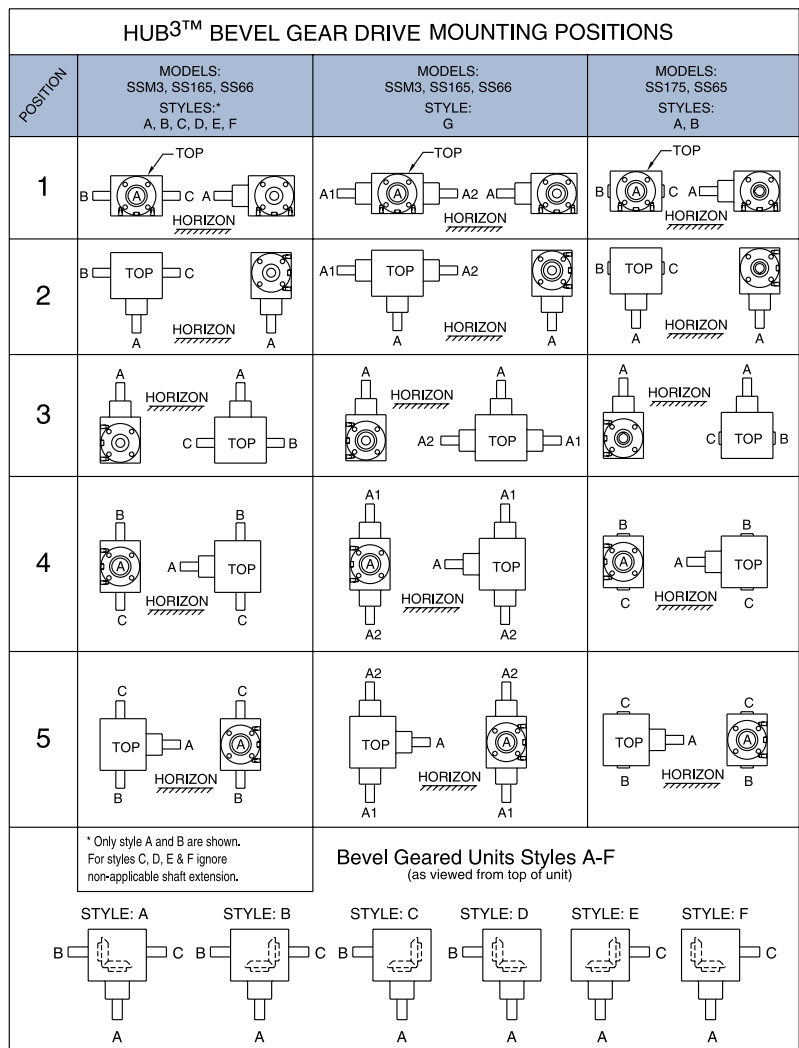 HUB³™ BEVEL GEAR DRIVE MOUNTING POSITIONS
POSITION
MODELS:
SSM3, SS165, SS66
STYLES:*
A, B, C, D, E, F
MODELS:
SSM3, SS165, SS66
STYLE:
G
MODELS:
SS175, SS65
STYLES:
A, B
1
TOP
B A C A
HORIZON
TOP
A1 A A2 A
HORIZON
TOP
B A C A
HORIZON
2
B TOP C
A HORIZON A
A1 TOP A2
A HORIZON A
B TOP C
A HORIZON A
3
A HORIZON A
C TOP B
A HORIZON A
A2 TOP A1
A HORIZON A
C TOP B
4
B B
A A TOP
HORIZON
C C
A1 A1
A A TOP
HORIZON
A2 A2
B B
A A TOP
HORIZON
C C
5
C C
TOP A A
HORIZON
B B
A2 A2
TOP A A
HORIZON
A1 A1
C C
TOP A A
HORIZON
B B
* Only style A and B are shown.
For styles C, D, E & F ignore
non-applicable shaft extension.
Bevel Geared Units Styles A-F
(as viewed from top of unit)
STYLE: A STYLE: B STYLE: C STYLE: D STYLE: E STYLE: F
B C B C B B C C
A A A A A A